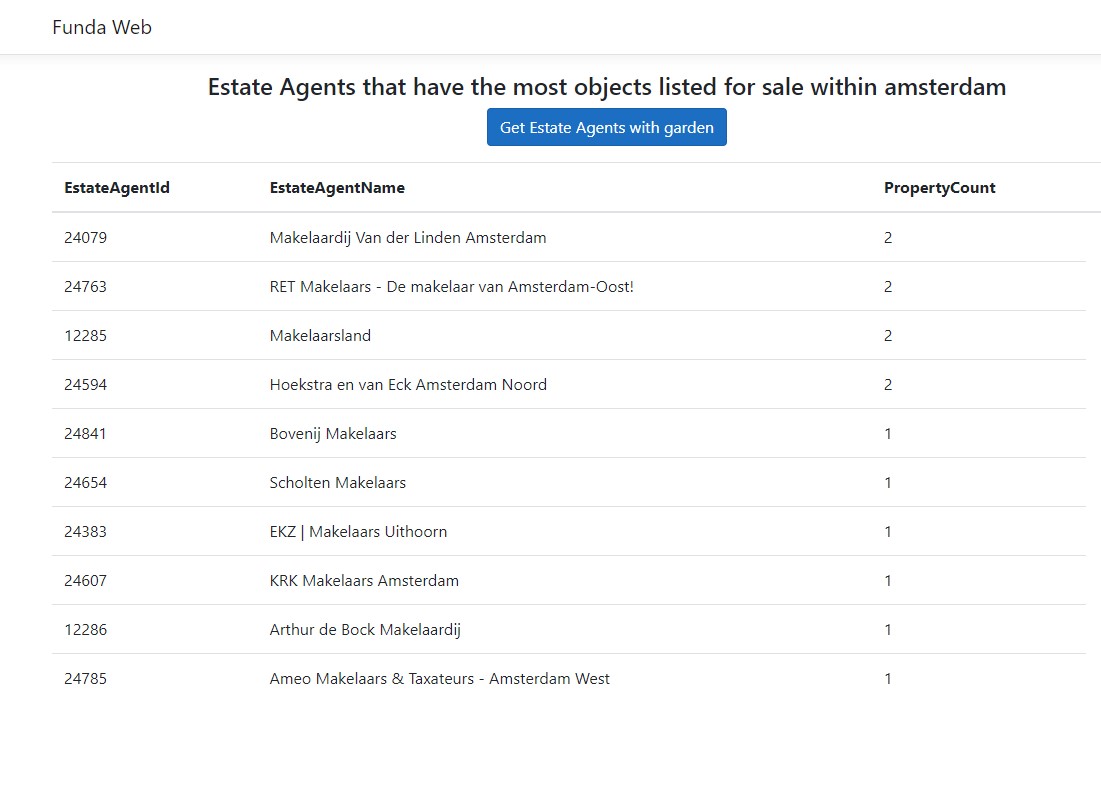 Funda Web
Estate Agents that have the most objects listed for sale within amsterdam
Get Estate Agents with garden
EstateAgentId EstateAgentName PropertyCount
24079 Makelaardij Van der Linden Amsterdam 2
24763 RET Makelaars - De makelaar van Amsterdam-Oost! 2
12285 Makelaarsland 2
24594 Hoekstra en van Eck Amsterdam Noord 2
24841 Bovenij Makelaars 1
24654 Scholten Makelaars 1
24383 EKZ | Makelaars Uithoorn 1
24607 KRK Makelaars Amsterdam 1
12286 Arthur de Bock Makelaardij 1
24785 Ameo Makelaars & Taxateurs - Amsterdam West 1